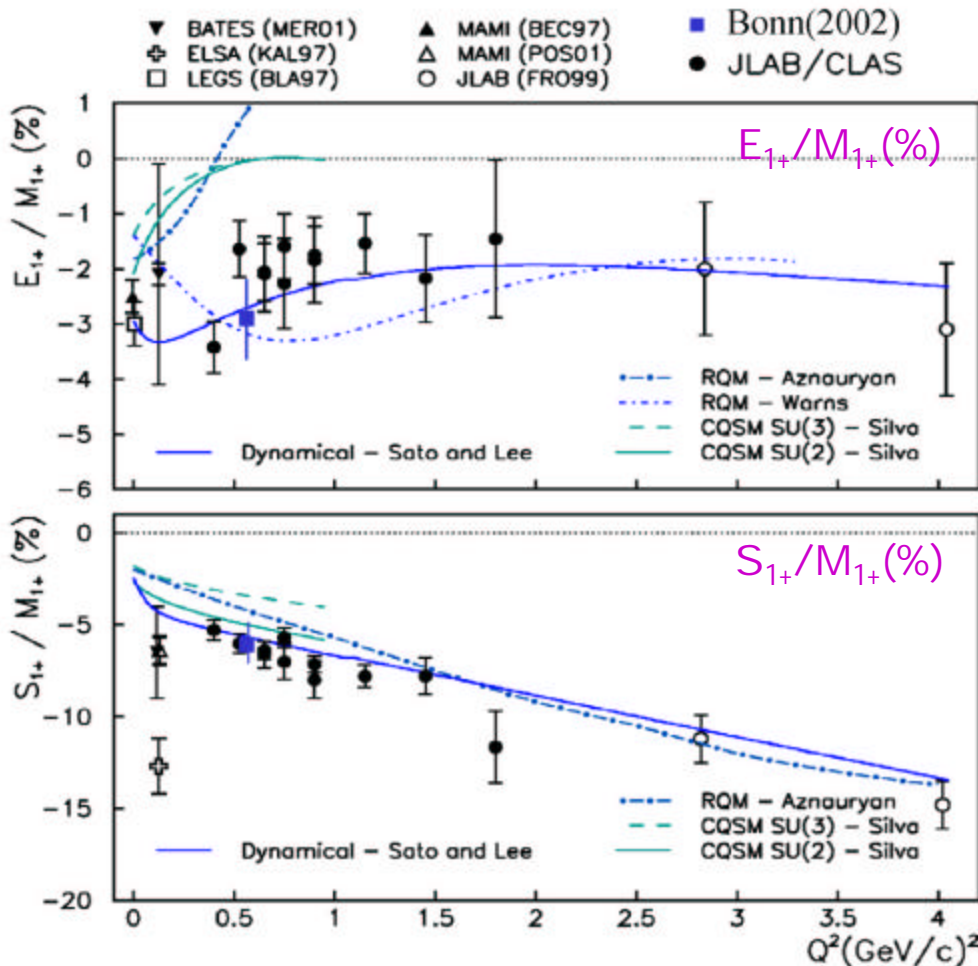 BATES (MER01)
ELSA (KAL97)
LEGS (BLA97)
MAMI (BEC97)
MAMI (POS01)
JLAB (FRO99)
Bonn(2002)
JLAB/CLAS
E1+ / M1+ (%)
1
0
-1
-2
-3
-4
-5
-6
E1+/M1+(%)
RQM - Aznauryan
RQM - Warns
CQSM SU(3) - Silva
CQSM SU(2) - Silva
Dynamical - Sato and Lee
S1+ / M1+ (%)
0
-5
-10
-15
-20
S1+/M1+(%)
RQM - Aznauryan
CQSM SU(3) - Silva
CQSM SU(2) - Silva
Dynamical - Sato and Lee
0 0.5 1 1.5 2 2.5 3 3.5 4
Q²(GeV/c)²